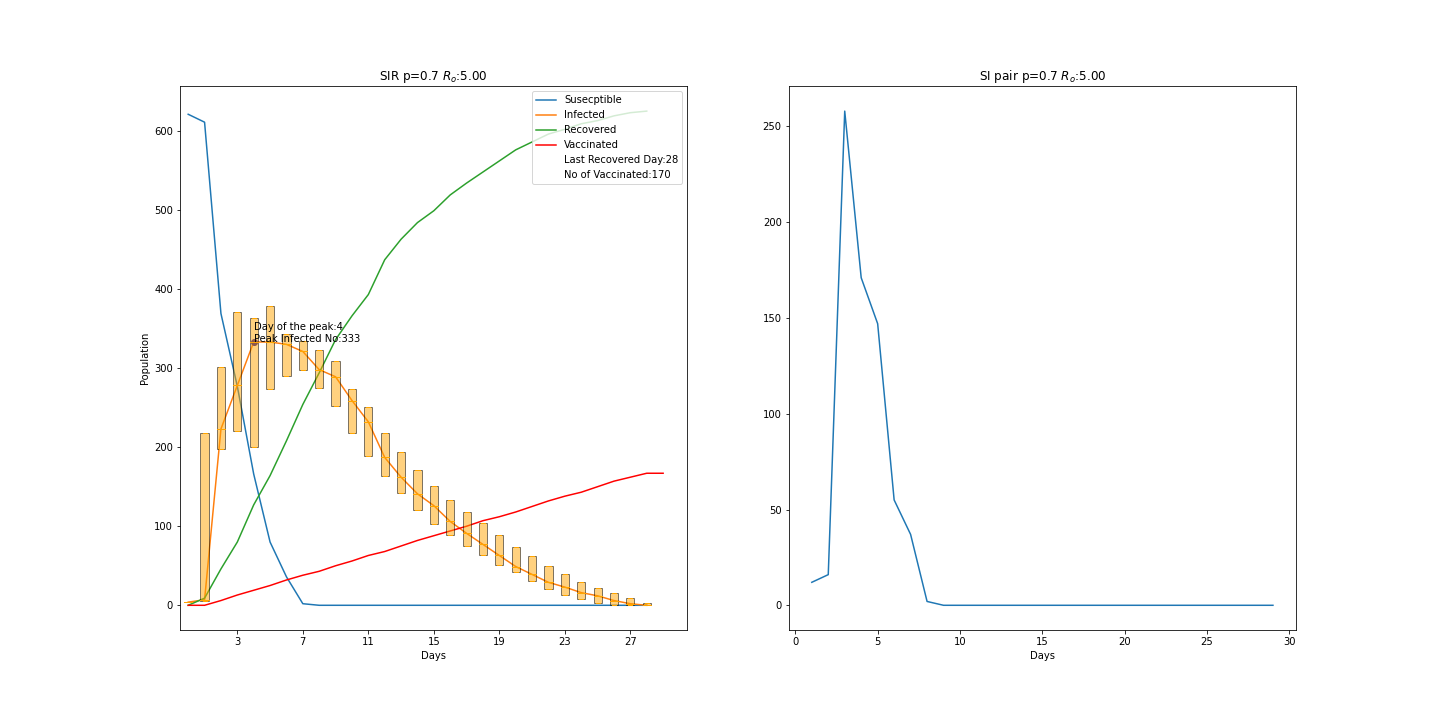 SIR p=0.7 Rₒ:5.00
Susecptible
Infected
Recovered
Vaccinated
Last Recovered Day:28
No of Vaccinated:170
Day of the peak:4
Peak Infected No:333
Population
600
500
400
300
200
100
0
3 7 11 15 19 23 27
Days
SI pair p=0.7 Rₒ:5.00
250
200
150
100
50
0
0 5 10 15 20 25 30
Days